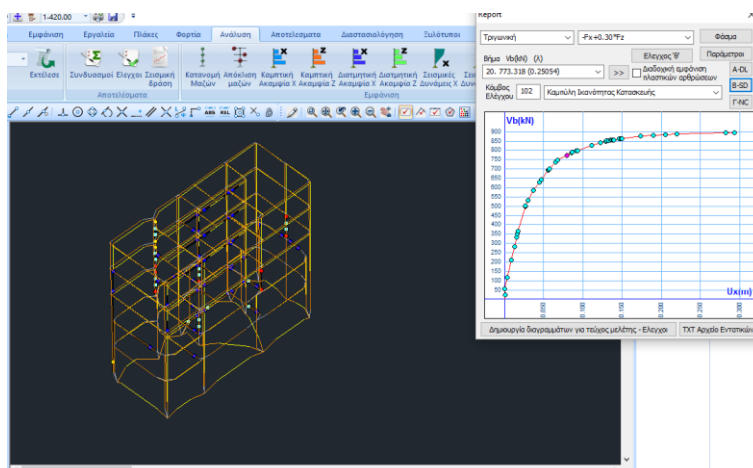 1-420.00
Εμφάνιση Εργαλεία Πλάκες Φορτία Ανάλυση Αποτελέσματα Διαστασιολόγηση Ξυλότυποι
Εκτέλεσε
Συνδυασμοί Ελεγχοι Σεισμική δράση
Κατανομή Μαζών
Απόκλιση μαζών
Καμπτική Ακαμψία X
Καμπτική Ακαμψία Z
Διατμητική Ακαμψία X
Διατμητική Ακαμψία Z
Σεισμικές Δυνάμεις X
Αποτελέσματα
Εμφάνιση
Report
Τριγωνική
-Fx+0.30*Fz
Φάσμα
Βήμα Vb(kN) (λ)
Παράμετροι
20. 773.318 (0.25054)
>>
Διαδοχική εμφάνιση πλαστικών αρθρώσεων
A-DL
B-SD
Γ-NC
Κόμβος Ελέγχου
102
Καμπύλη Ικανότητας Κατασκευής
Vb(kN)
900
850
800
750
700
650
600
550
500
450
400
350
300
250
200
150
100
50
Ux(m)
0.100
0.150
0.200
0.250
0.300
Δημιουργία διαγραμμάτων για τεύχος μελέτης - Ελεγχοι
TXT Αρχείο Εντατικών